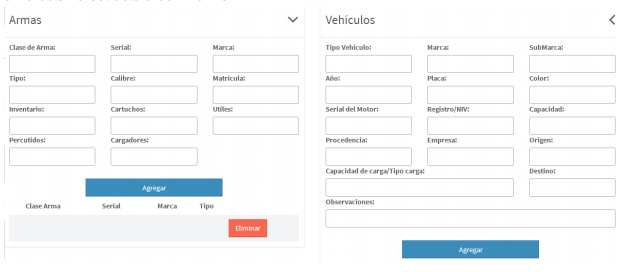 Armas
Clase de Arma: Serial: Marca:
Tipo: Calibre: Matricula:
Inventario: Cartuchos: Utiles:
Percutidos: Cargadores:
Agregar
Clase Arma Serial Marca Tipo
Eliminar
Vehículos
Tipo Vehiculo: Marca: SubMarca:
Año: Placa: Color:
Serial del Motor: Registro/NIV: Capacidad:
Procedencia: Empresa: Origen:
Capacidad de carga/Tipo carga: Destino:
Observaciones:
Agregar